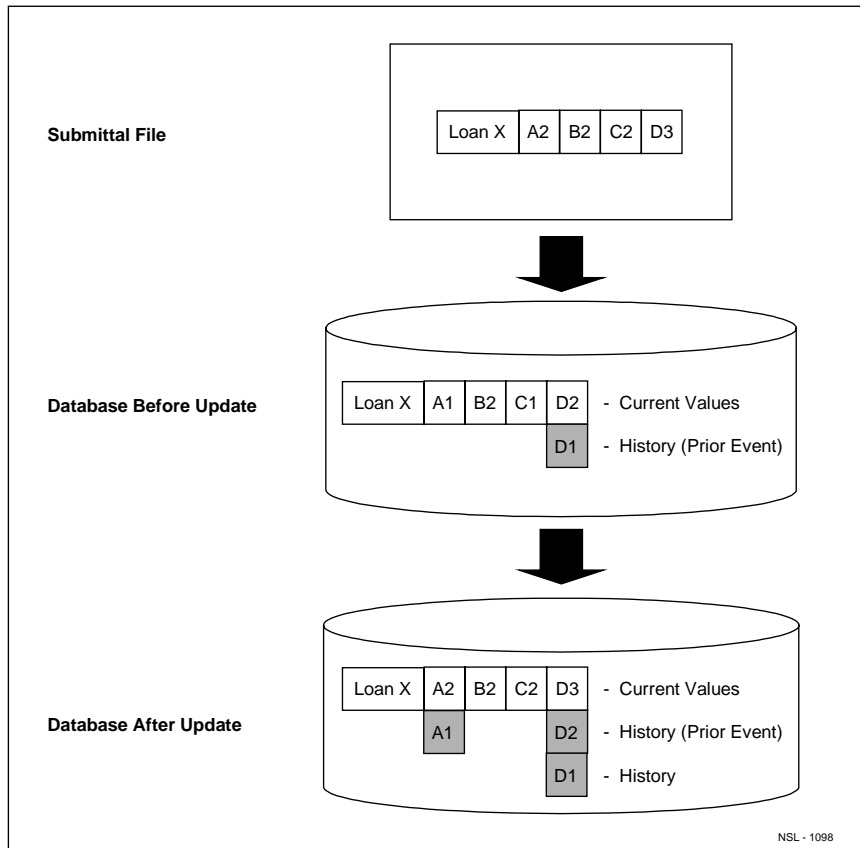 Submittal File
Loan X A2 B2 C2 D3
Database Before Update
Loan X A1 B2 C1 D2 - Current Values
D1 - History (Prior Event)
Database After Update
Loan X A2 B2 C2 D3 - Current Values
A1 D2 - History (Prior Event)
D1 - History
NSL - 1098